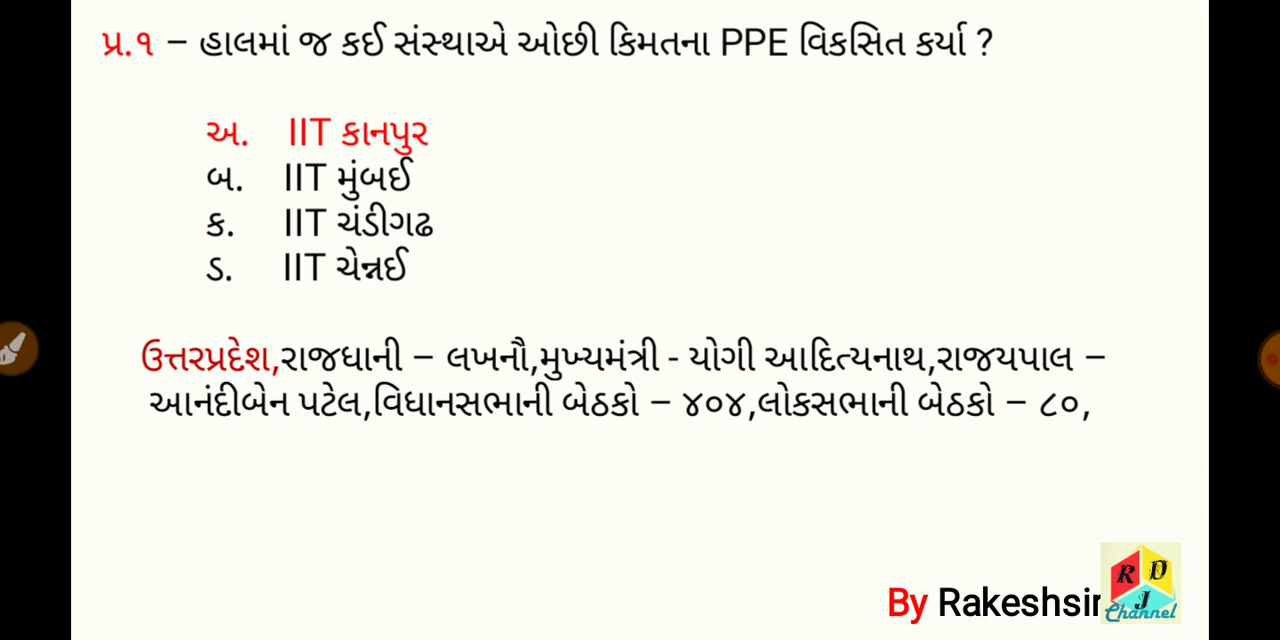 પ્ર.૧ – હાલમાં જ કઈ સંસ્થાએ ઓછી કિમતના PPE વિકસિત કર્યા ?
અ. IIT કાનપુર
બ. IIT મુંબઈ
ક. IIT ચંડીગઢ
ડ. IIT ચેન્નઈ
ઉત્તરપ્રદેશ,રાજધાની – લખનૌ,મુખ્યમંત્રી - યોગી આદિત્યનાથ,રાજયપાલ –
આનંદીબેન પટેલ,વિધાનસભાની બેઠકો – ૪૦૪,લોકસભાની બેઠકો – ૮૦,
By Rakeshsir
R D
J
Channel